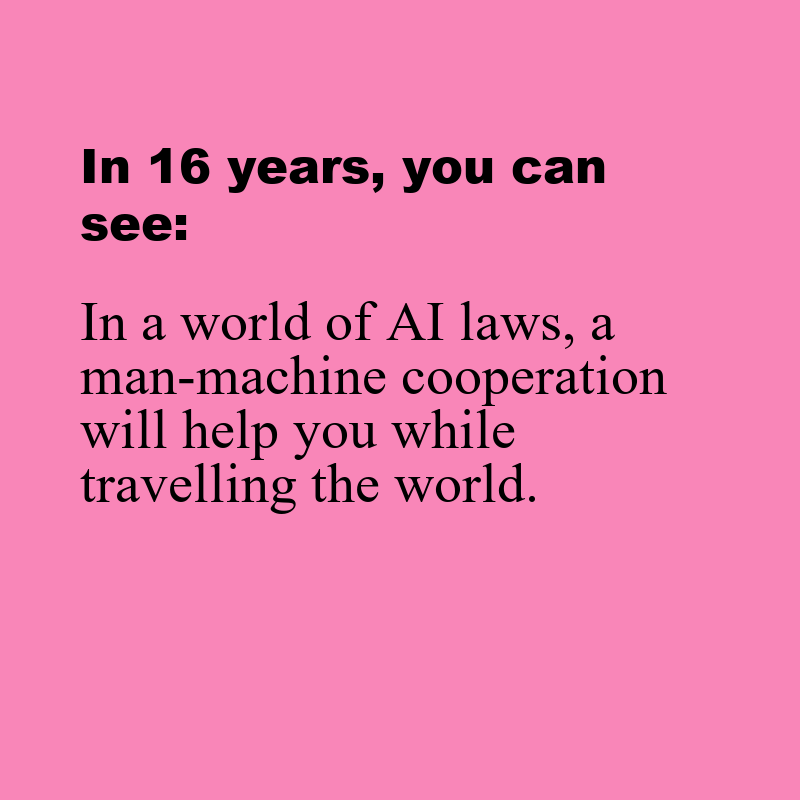 In 16 years, you can
see:
In a world of AI laws, a
man-machine cooperation
will help you while
travelling the world.